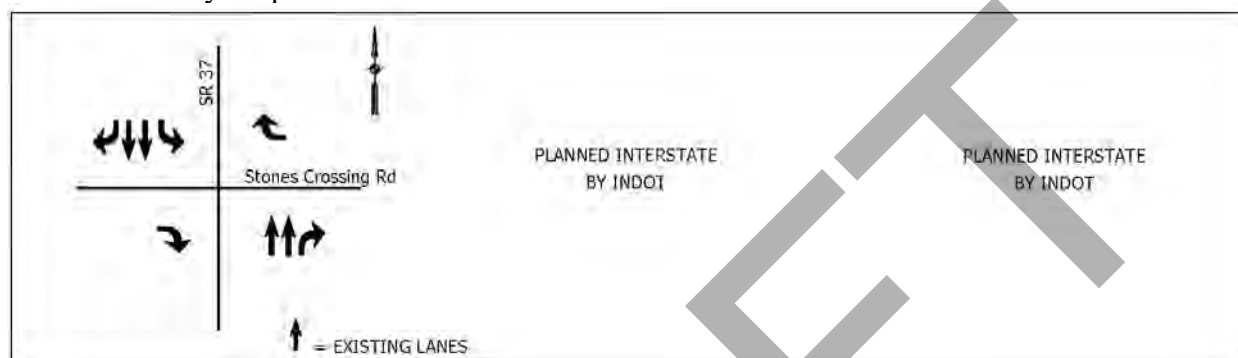 SR 37
Stones Crossing Rd
= EXISTING LANES
PLANNED INTERSTATE
BY INDOT
PLANNED INTERSTATE
BY INDOT